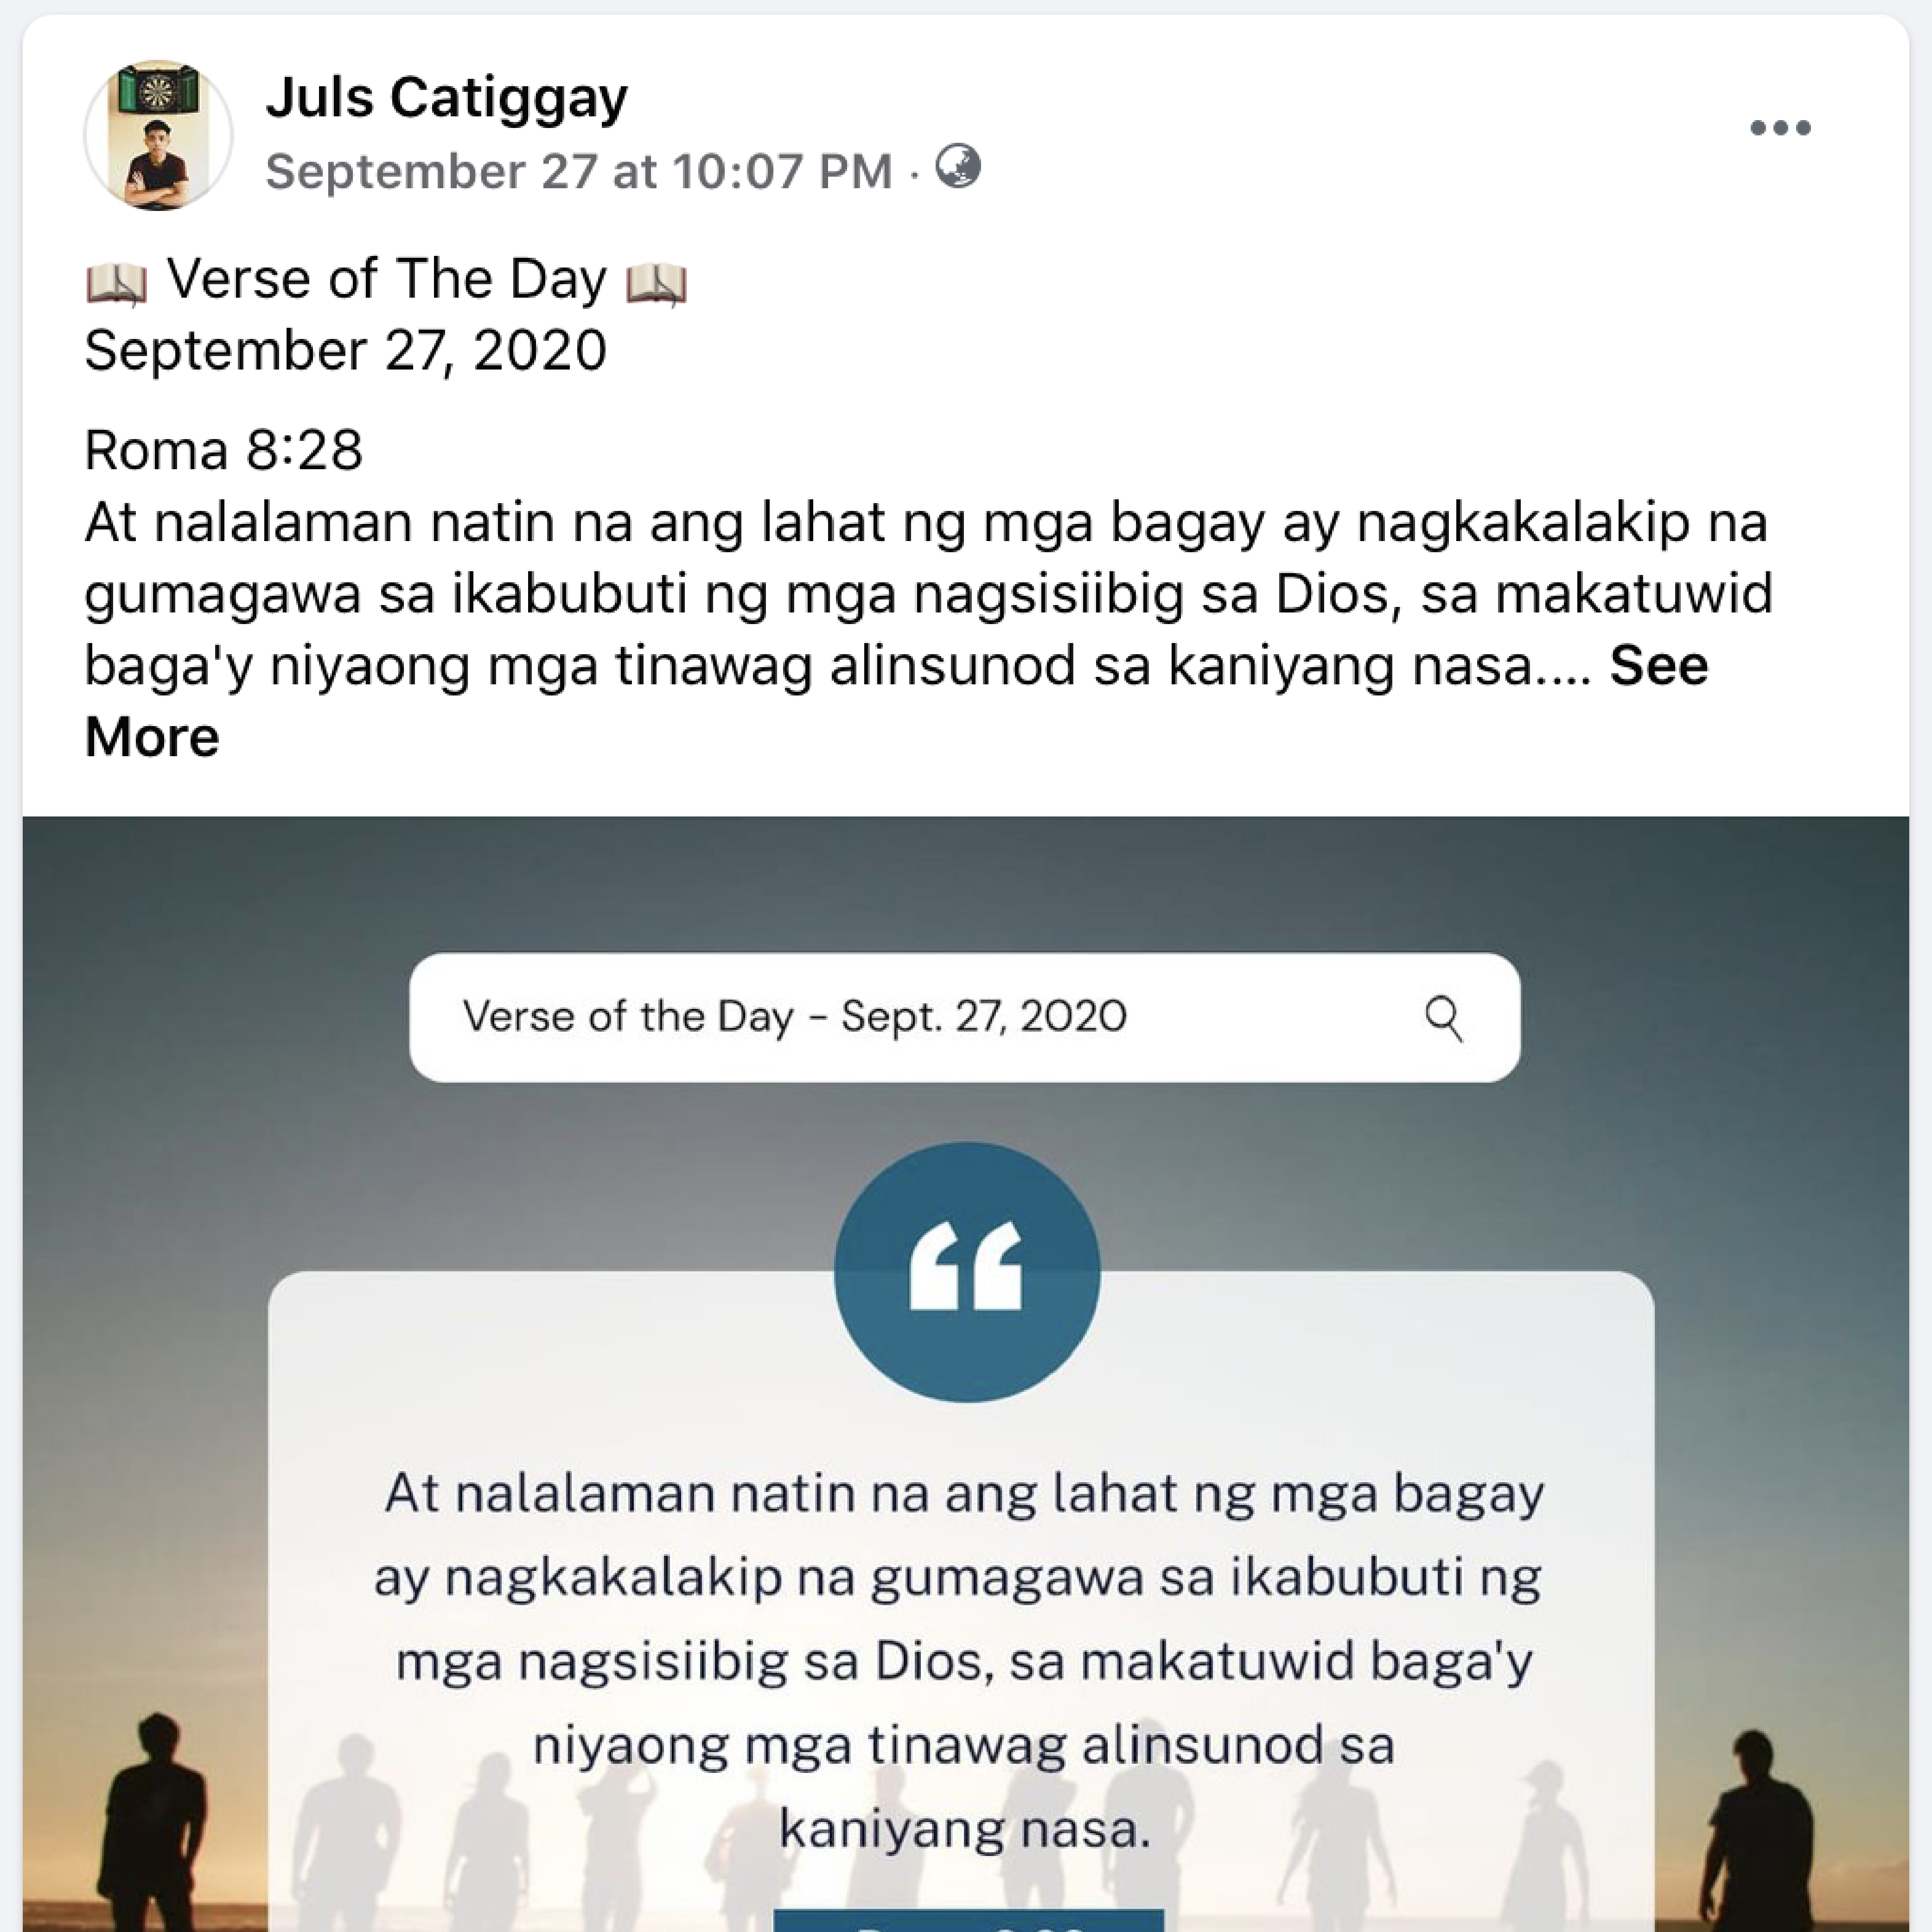 Juls Catiggay
September 27 at 10:07 PM ·
📖 Verse of The Day 📖
September 27, 2020
Roma 8:28
At nalalaman natin na ang lahat ng mga bagay ay nagkakalakip na
gumagawa sa ikabubuti ng mga nagsisiibig sa Dios, sa makatuwid
baga'y niyaong mga tinawag alinsunod sa kaniyang nasa.... See
More
Verse of the Day – Sept. 27, 2020
“
At nalalaman natin na ang lahat ng mga bagay
ay nagkakalakip na gumagawa sa ikabubuti ng
mga nagsisiibig sa Dios, sa makatuwid baga'y
niyaong mga tinawag alinsunod sa
kaniyang nasa.